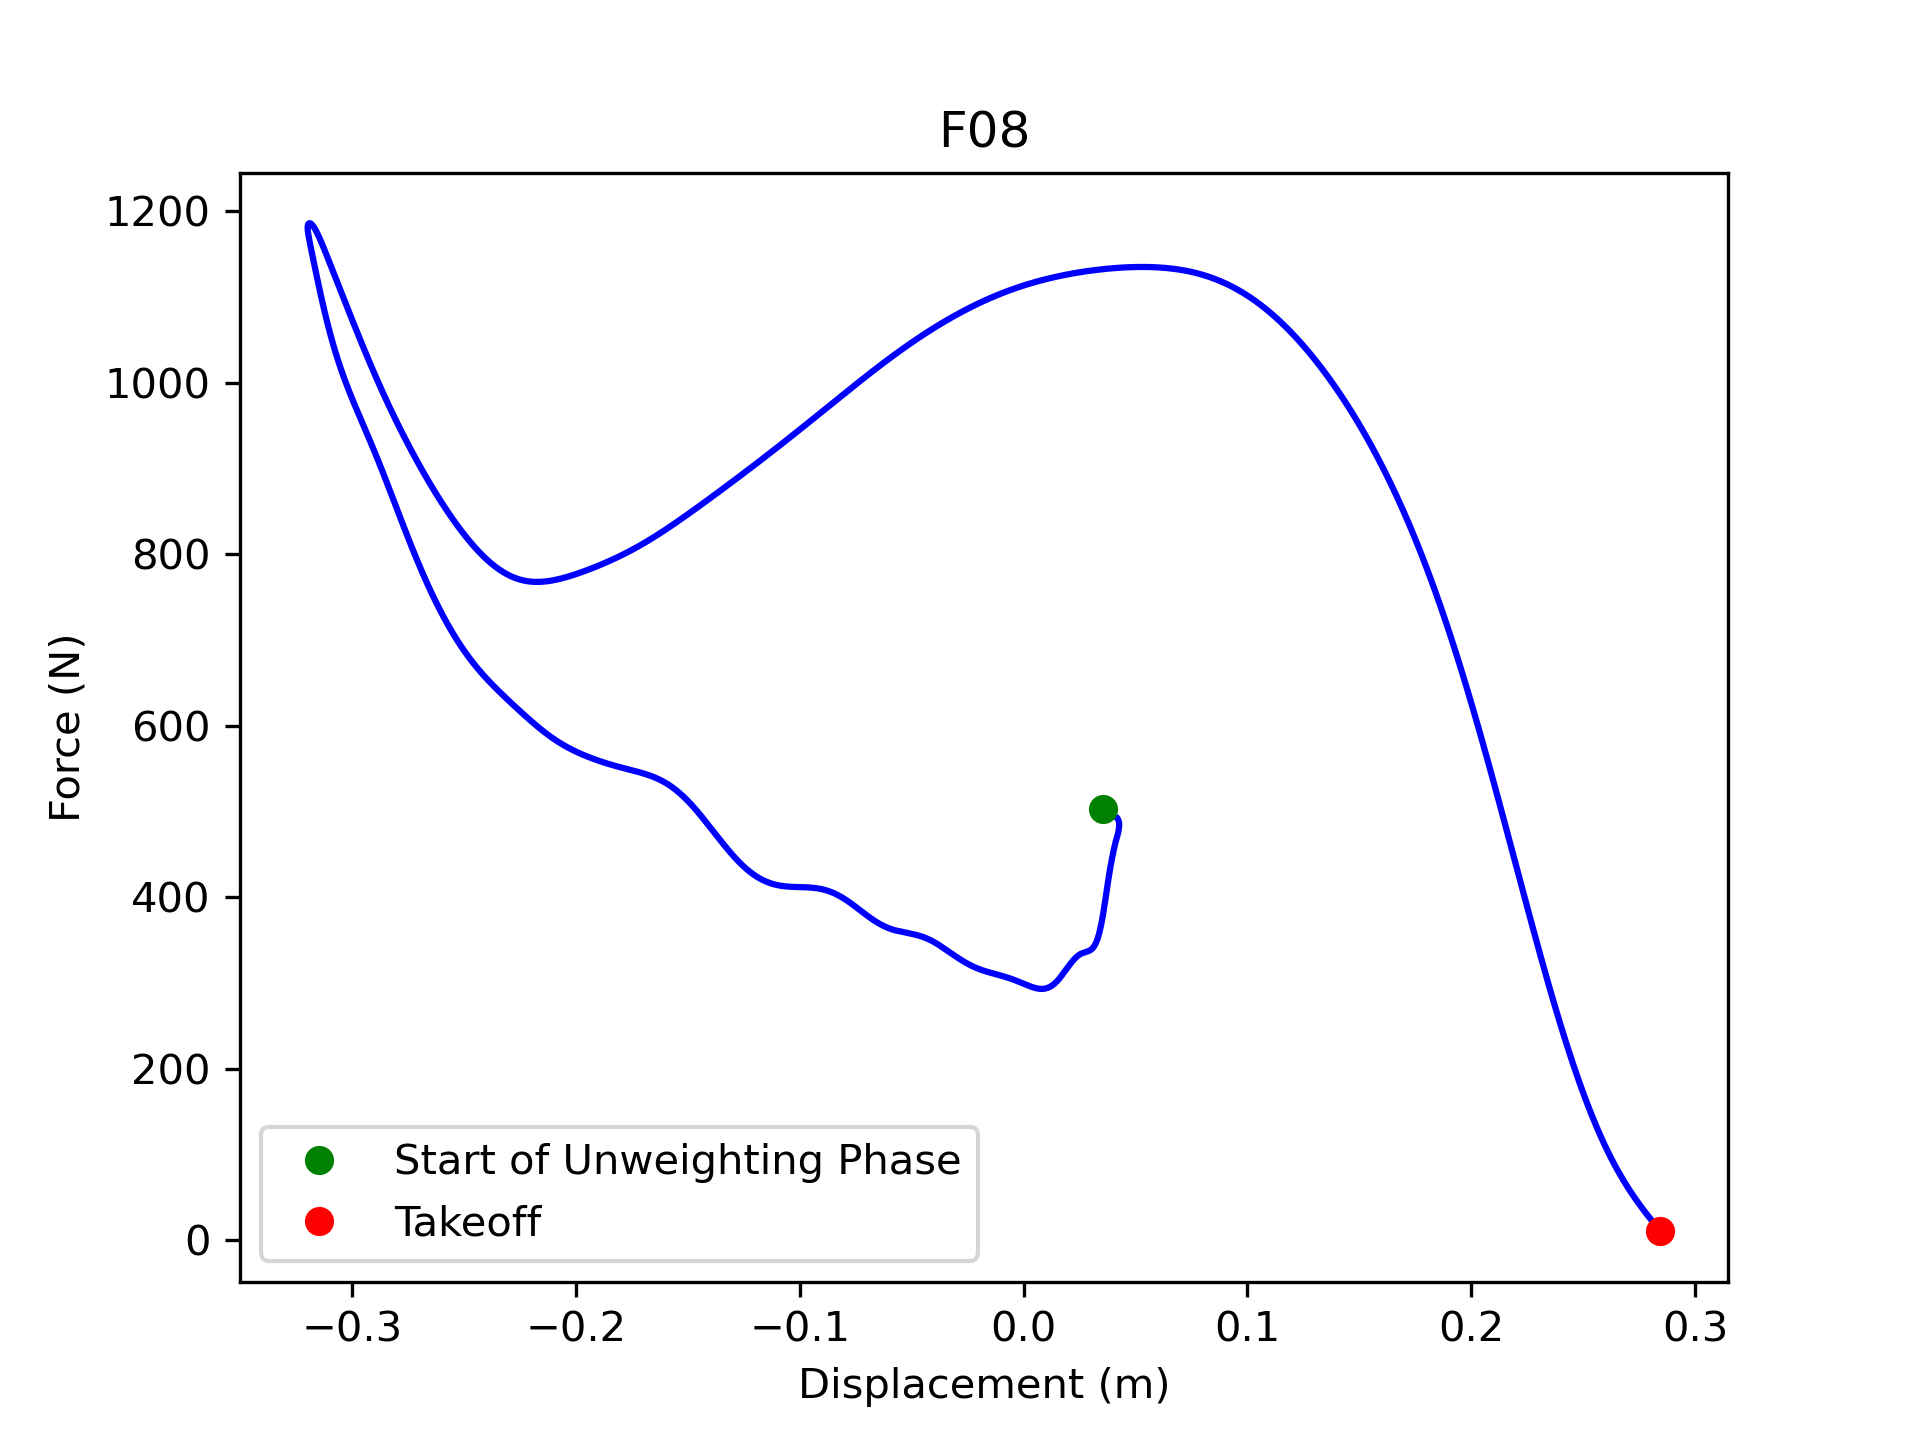 F08
1200
1000
800
600
400
200
0
Force (N)
Start of Unweighting Phase
Takeoff
−0.3 −0.2 −0.1 0.0 0.1 0.2 0.3
Displacement (m)